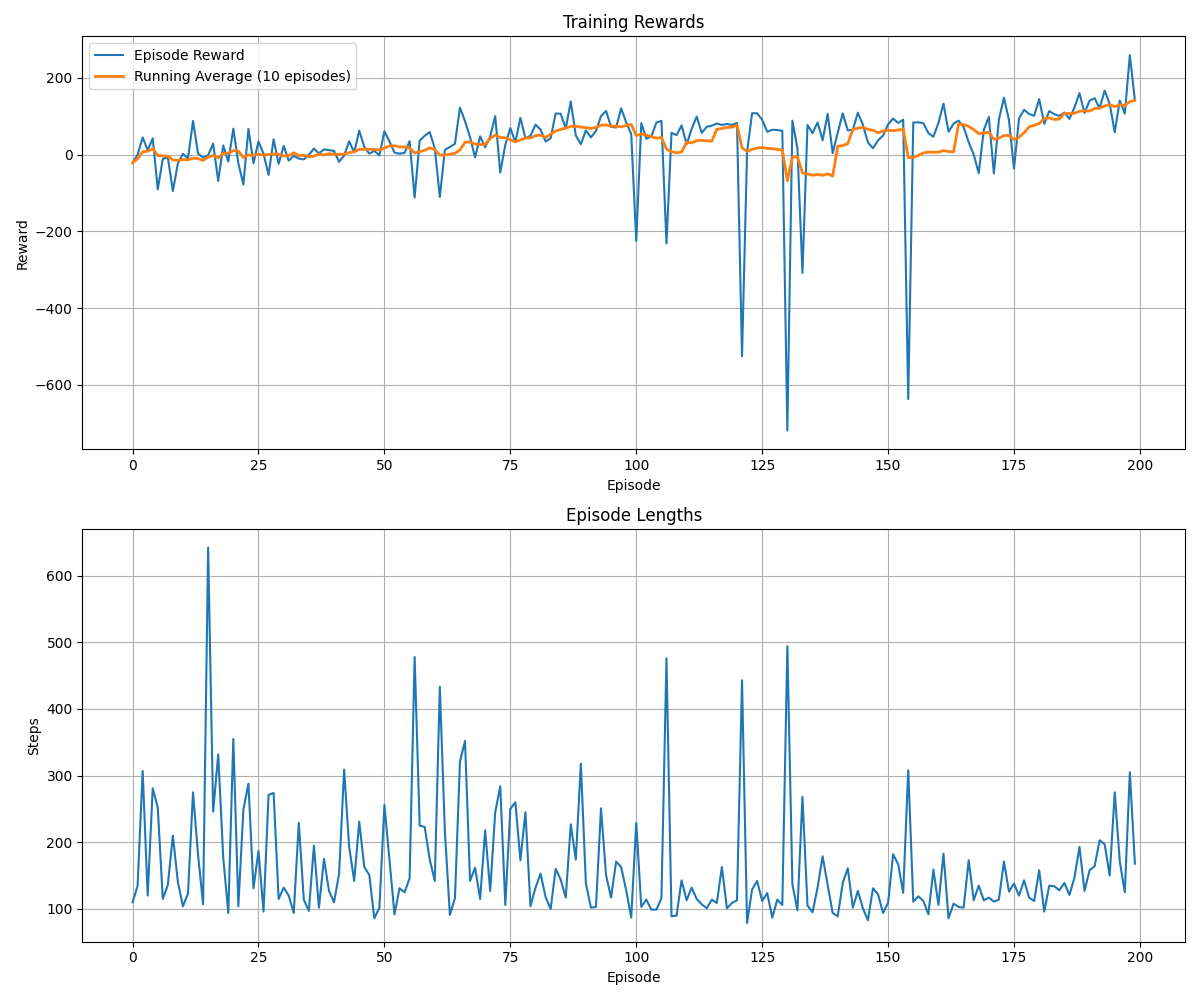 Training Rewards
Episode Reward
Running Average (10 episodes)
200
0
−200
−400
−600
Reward
0 25 50 75 100 125 150 175 200
Episode
Episode Lengths
600
500
400
300
200
100
Steps
0 25 50 75 100 125 150 175 200
Episode